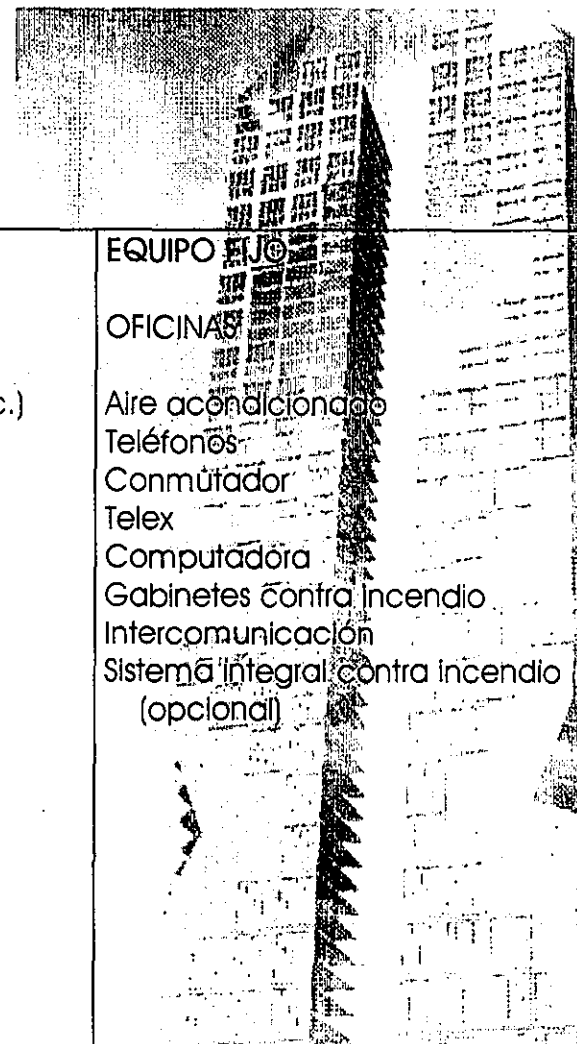 EQUIPO FIJO
OFICINAS
c.)
Aire acondicionado
Teléfonos
Conmutador
Telex
Computadora
Gabinetes contra incendio
Intercomunicación
Sistema integral contra incendio
(opcional)